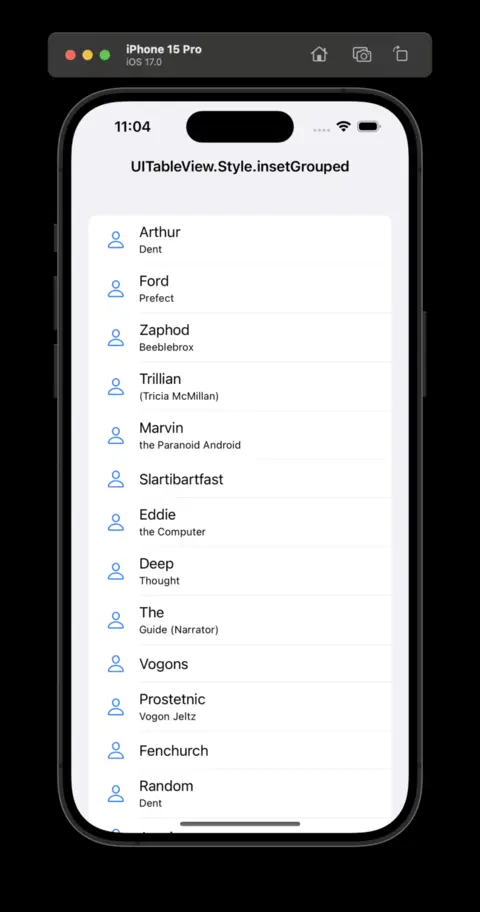 iPhone 15 Pro
iOS 17.0
11:04
UITableView.Style.insetGrouped
Arthur
Dent
Ford
Prefect
Zaphod
Beeblebrox
Trillian
(Tricia McMillan)
Marvin
the Paranoid Android
Slartibartfast
Eddie
the Computer
Deep
Thought
The
Guide (Narrator)
Vogons
Prostetnic
Vogon Jeltz
Fenchurch
Random
Dent